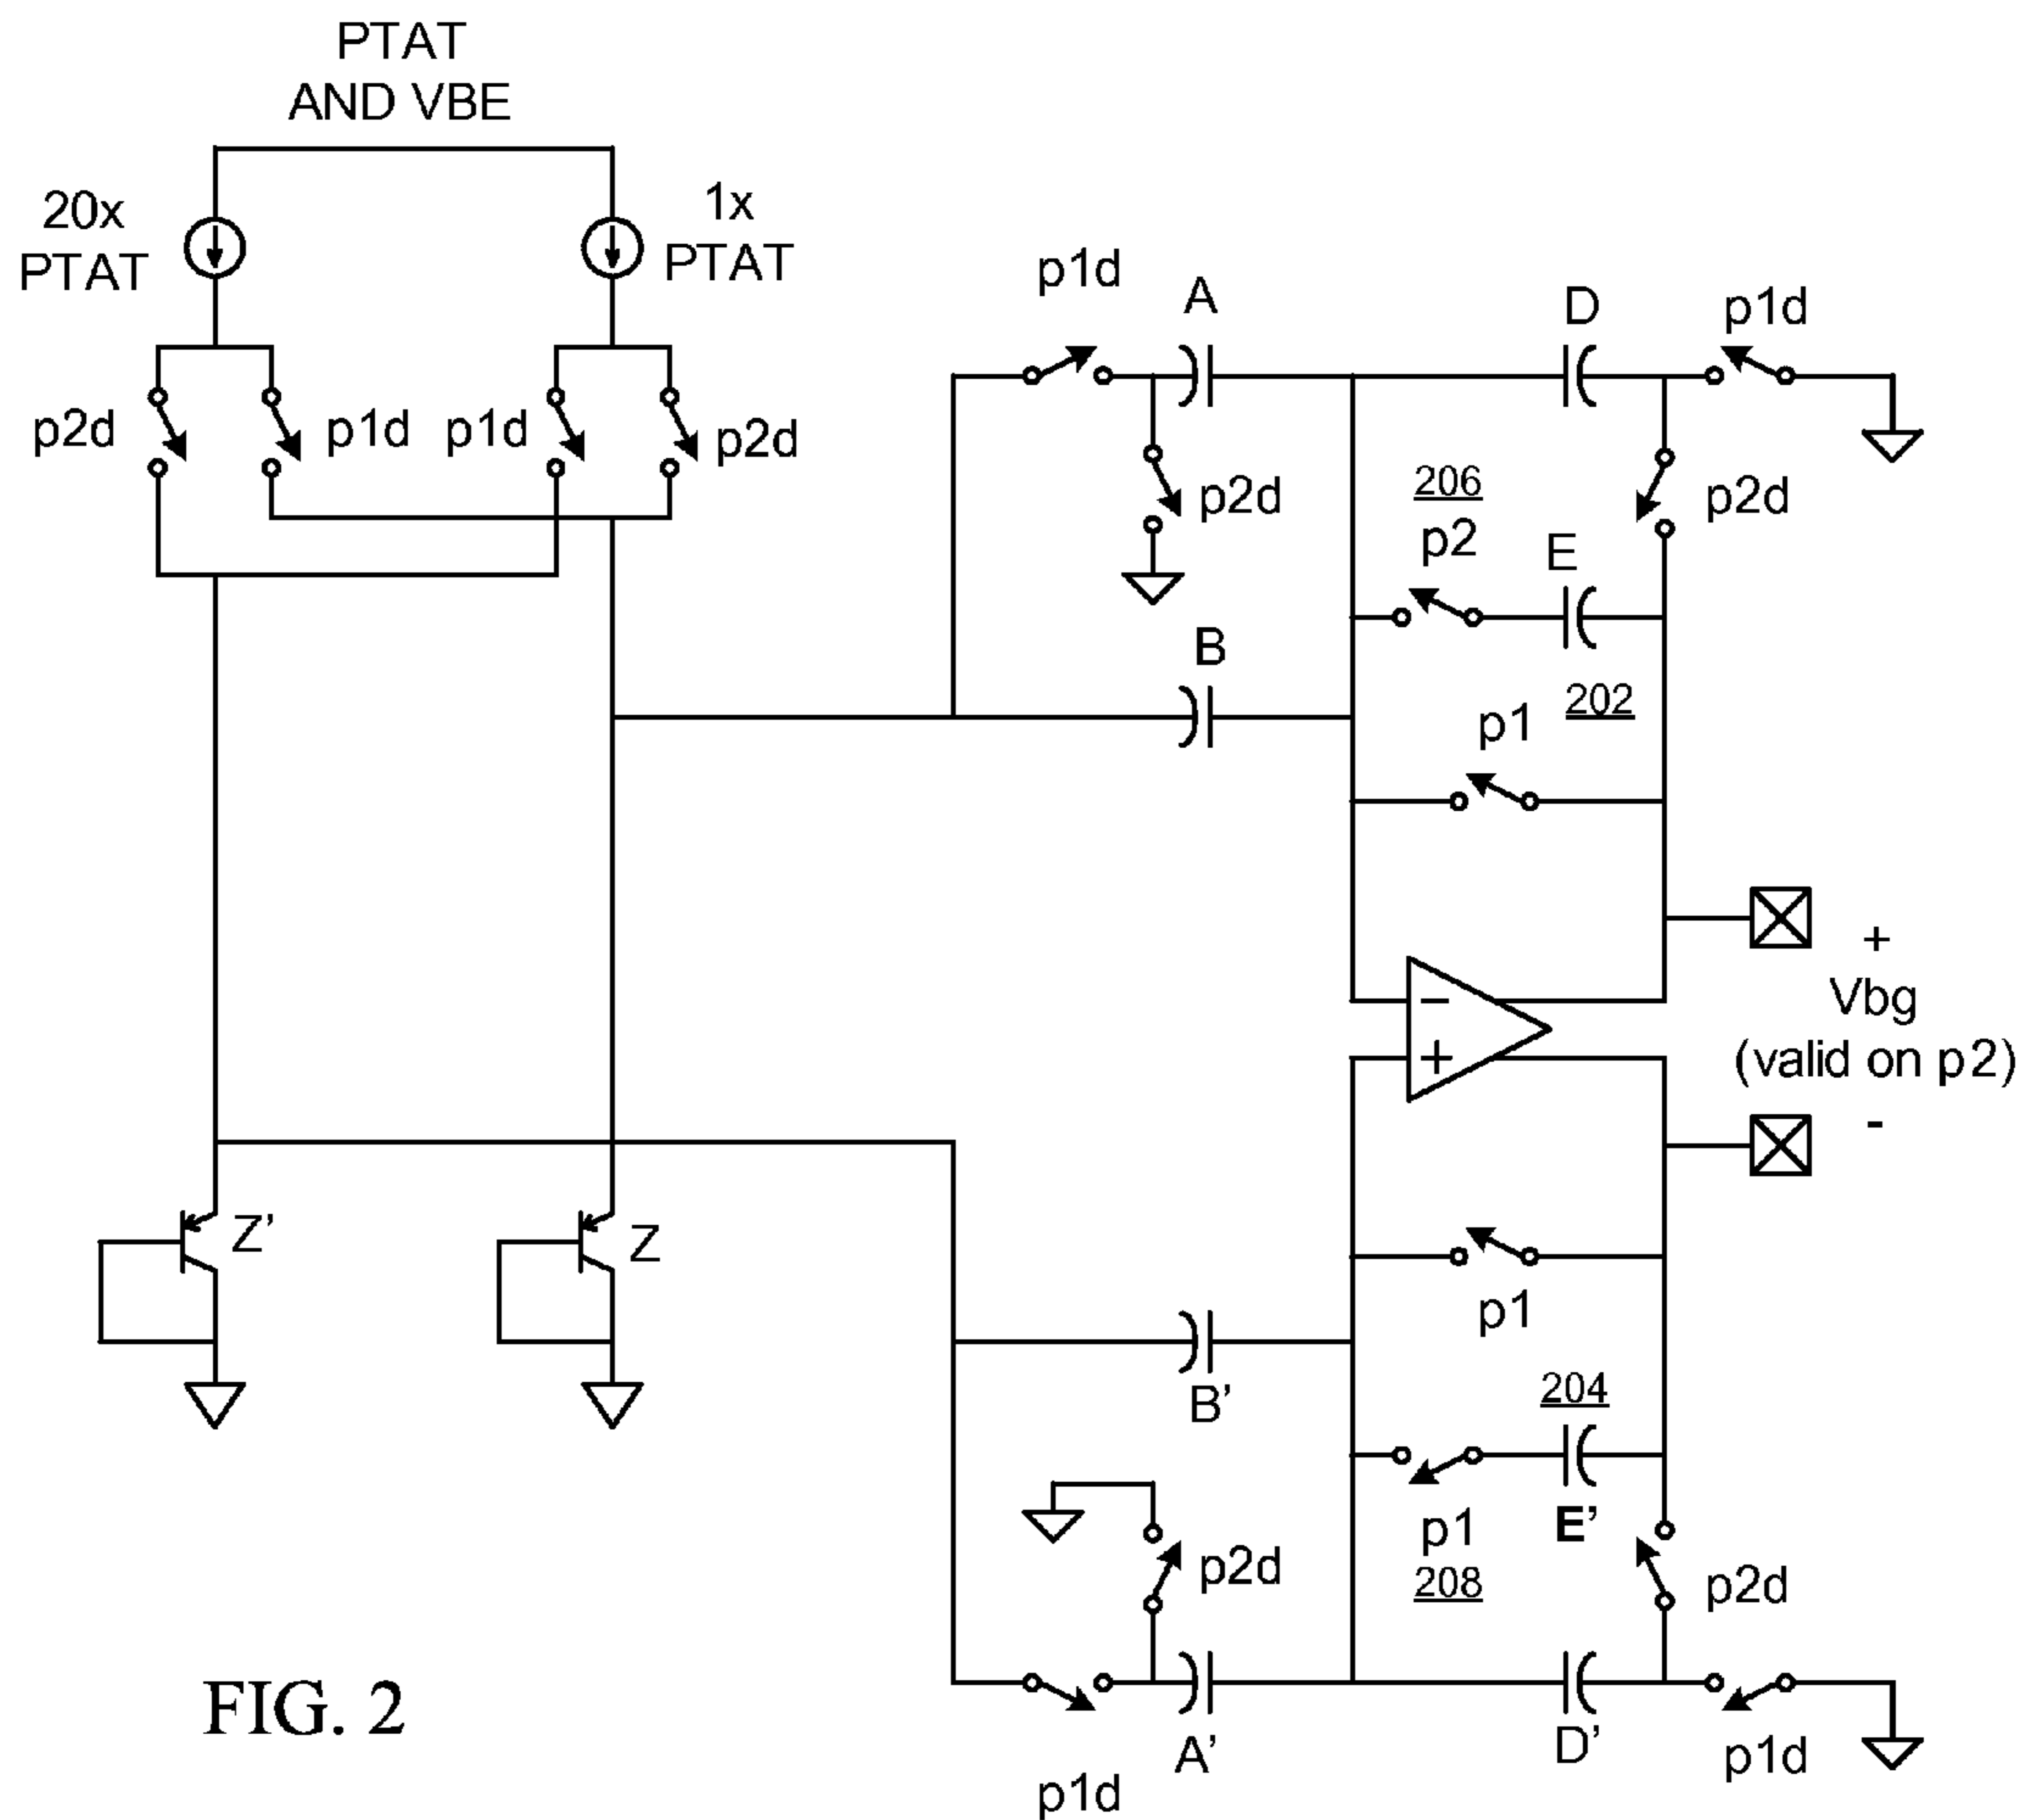 PTAT
AND VBE
20x
PTAT
1x
PTAT
p2d
p1d
p1d
p2d
p1d
A
D
p1d
p2d
206
p2
E
p2d
B
202
p1
−
+
+
Vbg
(valid on p2)
-
Z’
Z
p1
B’
204
p1
E’
208
p2d
p2d
A’
D’
p1d
p1d
FIG. 2